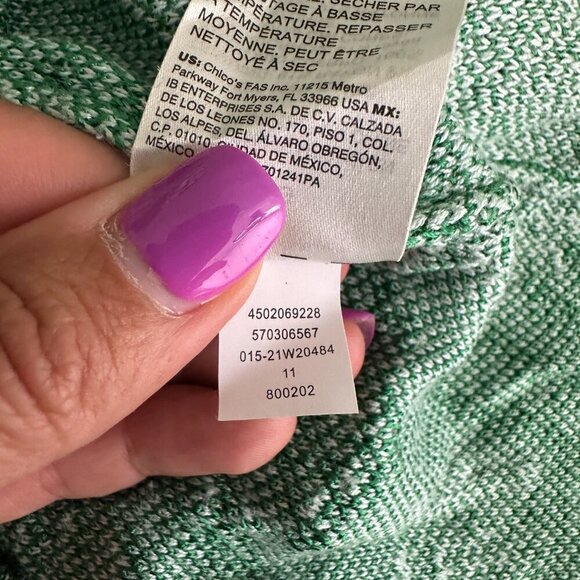 SÉCHER PAR
TAGE À BASSE
TEMPÉRATURE. REPASSER
TEMPÉRATURE
MOYENNE. PEUT ÊTRE
NETTOYÉ À SEC
US: Chico's FAS Inc. 11215 Metro
Parkway Fort Myers, FL 33966 USA MX:
IB ENTERPRISES S.A. DE C.V. CALZADA
DE LOS LEONES NO. 170, PISO 1, COL.
LOS ALPES, DEL. ÁLVARO OBREGÓN,
C.P. 01010, CIUDAD DE MÉXICO,
MÉXICO 701241PA
4502069228
570306567
015-21W20484
11
800202